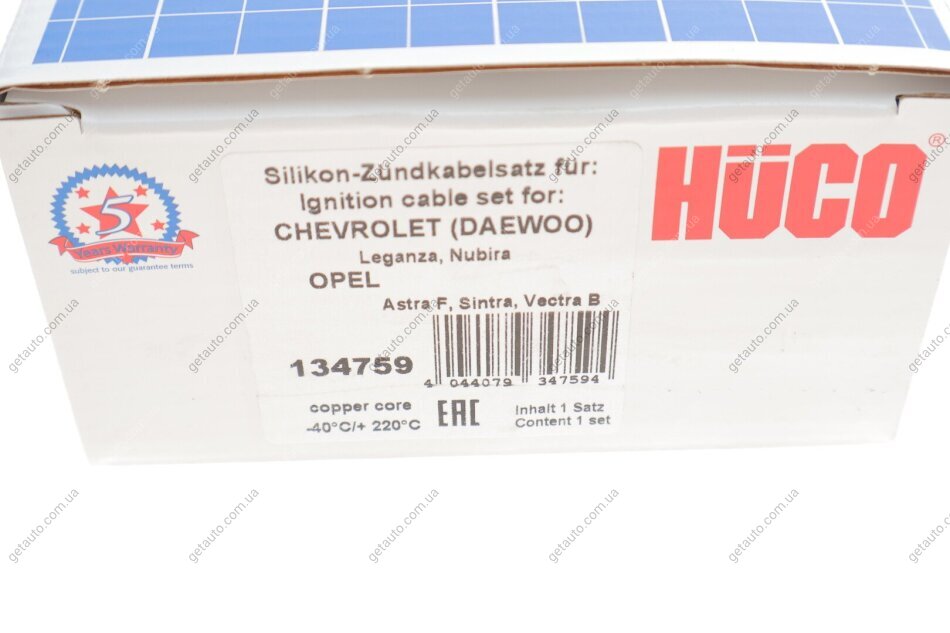 Silikon-Zündkabelsatz für:
Ignition cable set for:
CHEVROLET (DAEWOO)
Leganza, Nubira
OPEL
Astra F, Sintra, Vectra B
134759
4 044079 347594
copper core
-40°C/+ 220°C
EAC
Inhalt 1 Satz
Content 1 set
HÜCO®
5
Years Warranty
subject to our guarantee terms
getauto.com.ua